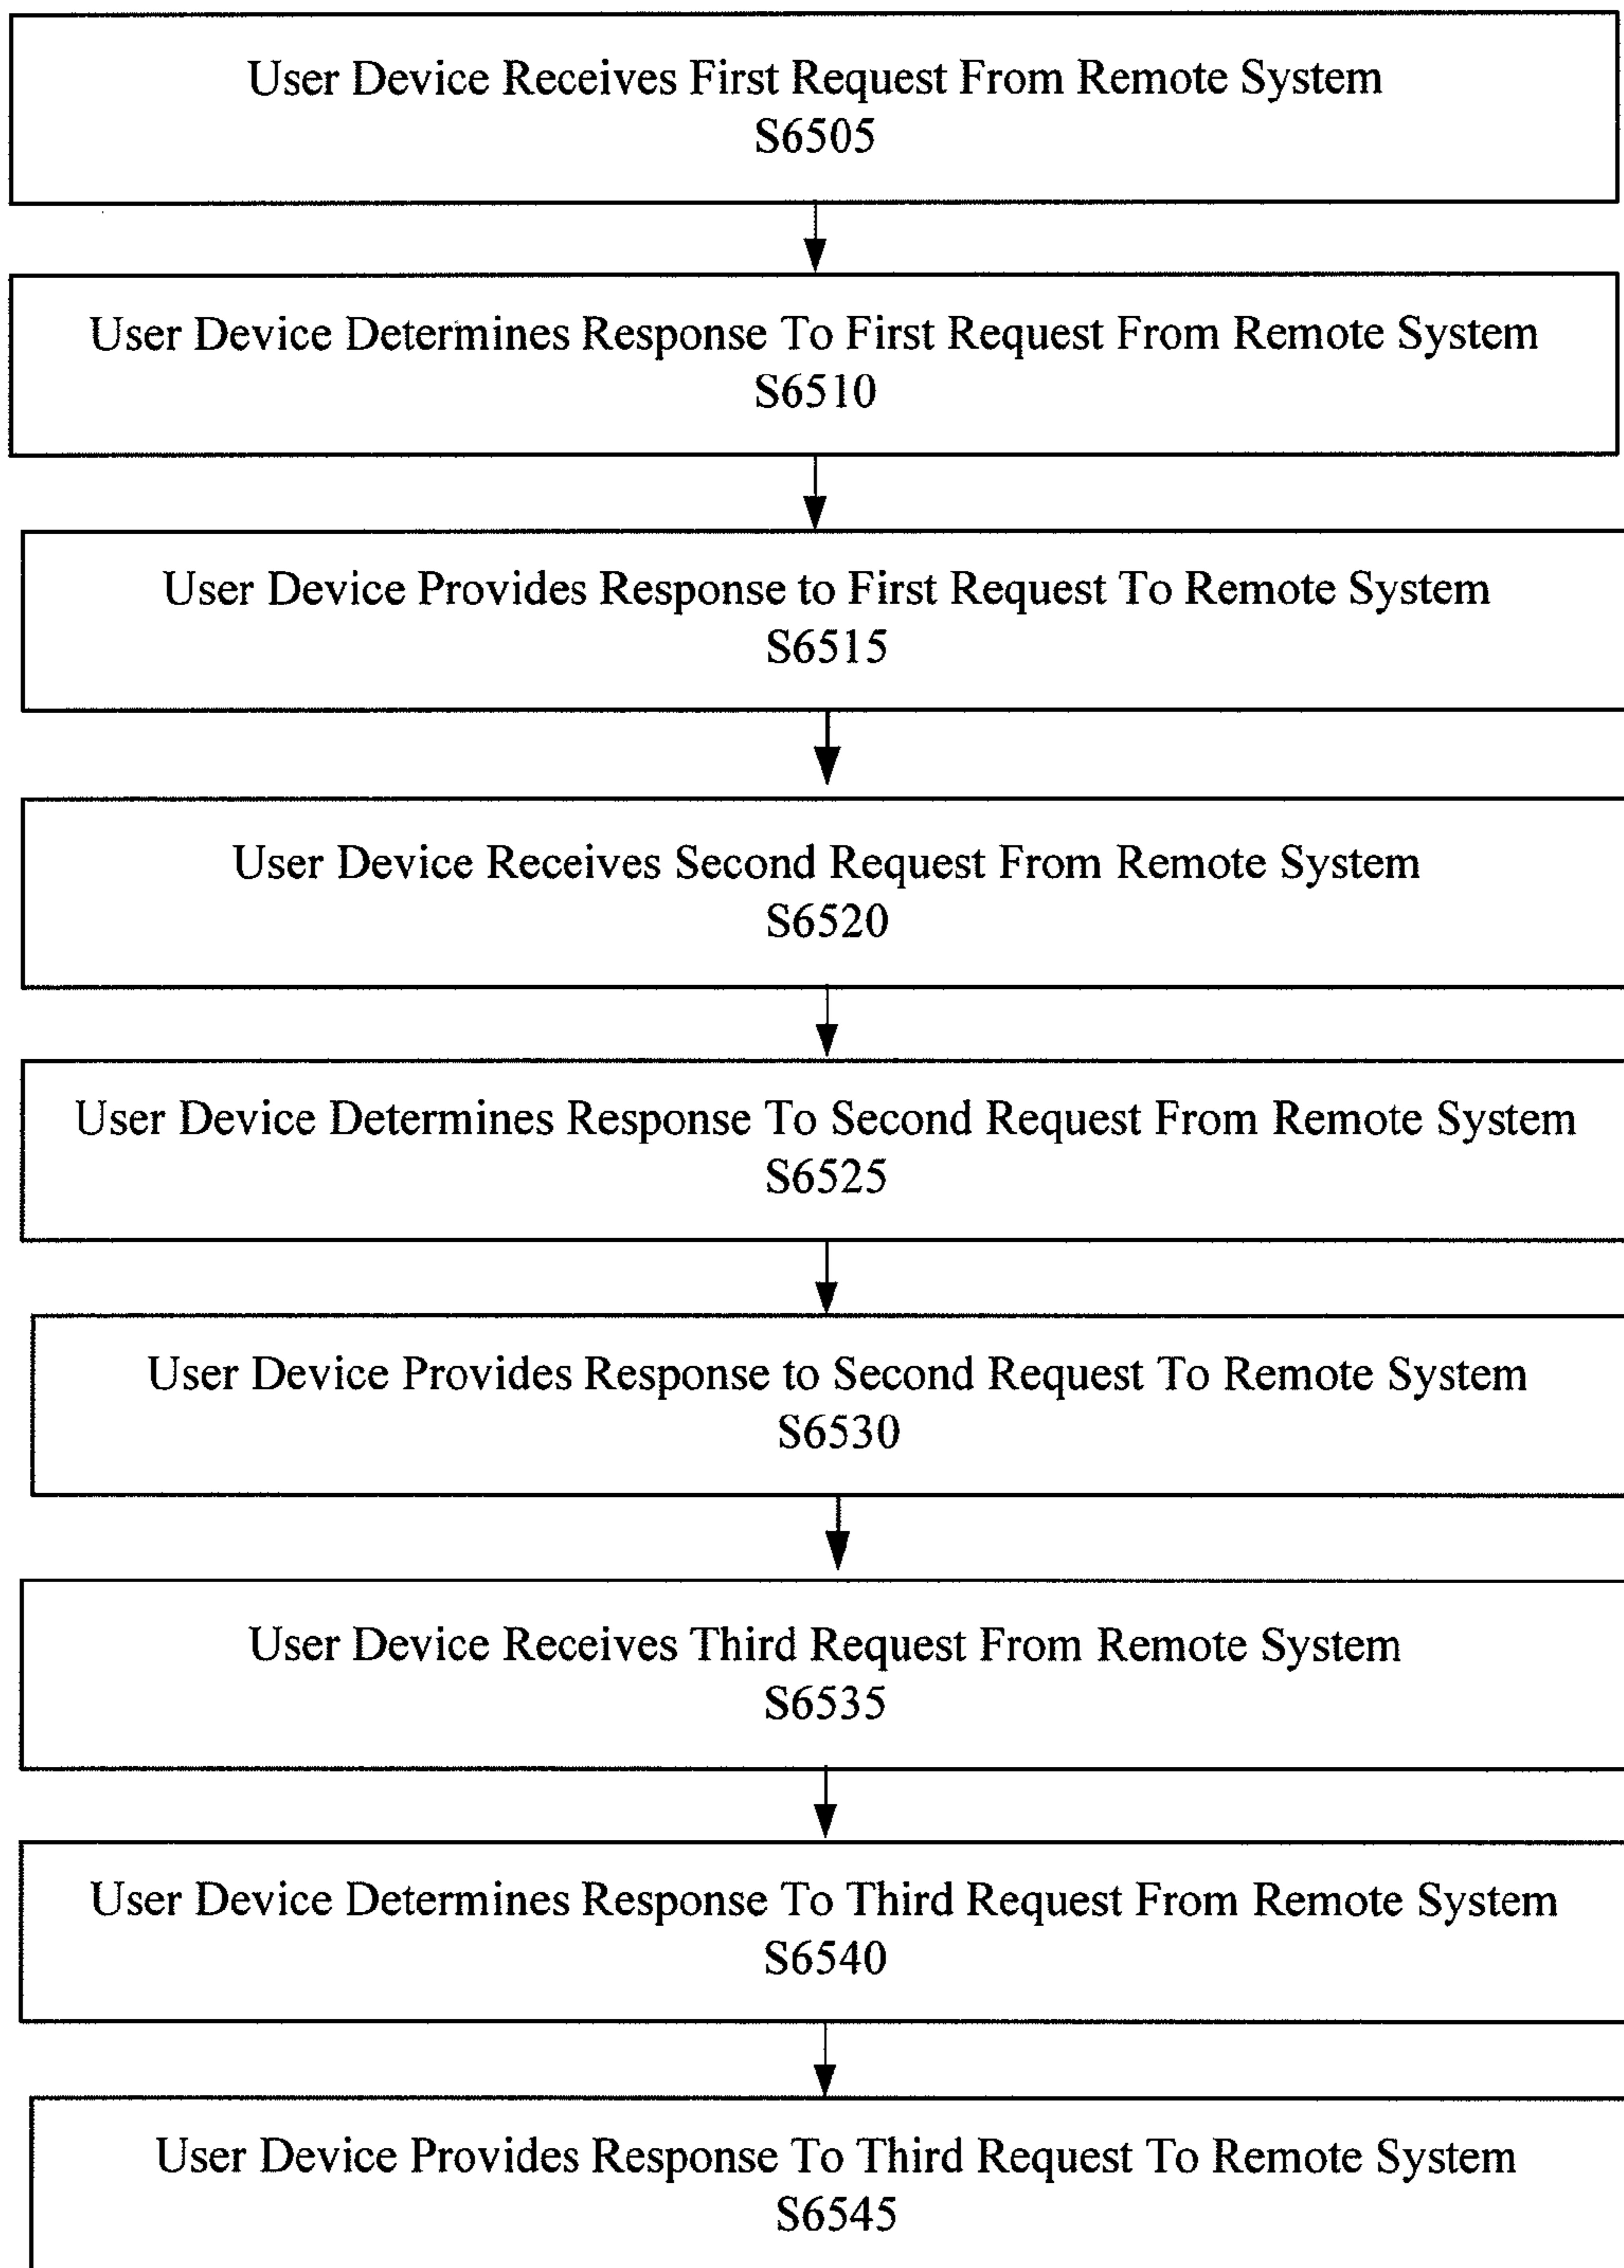 User Device Receives First Request From Remote System
S6505
User Device Determines Response To First Request From Remote System
S6510
User Device Provides Response to First Request To Remote System
S6515
User Device Receives Second Request From Remote System
S6520
User Device Determines Response To Second Request From Remote System
S6525
User Device Provides Response to Second Request To Remote System
S6530
User Device Receives Third Request From Remote System
S6535
User Device Determines Response To Third Request From Remote System
S6540
User Device Provides Response To Third Request To Remote System
S6545